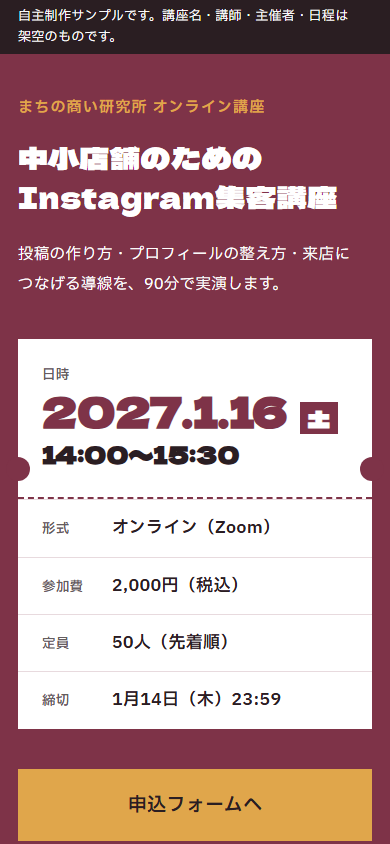 自主制作サンプルです。講座名・講師・主催者・日程は
架空のものです。
まちの商い研究所 オンライン講座
中小店舗のための
Instagram集客講座
投稿の作り方・プロフィールの整え方・来店に
つなげる導線を、90分で実演します。
日時
2027.1.16 土
14:00〜15:30
形式 オンライン（Zoom）
参加費 2,000円（税込）
定員 50人（先着順）
締切 1月14日（木）23:59
申込フォームへ